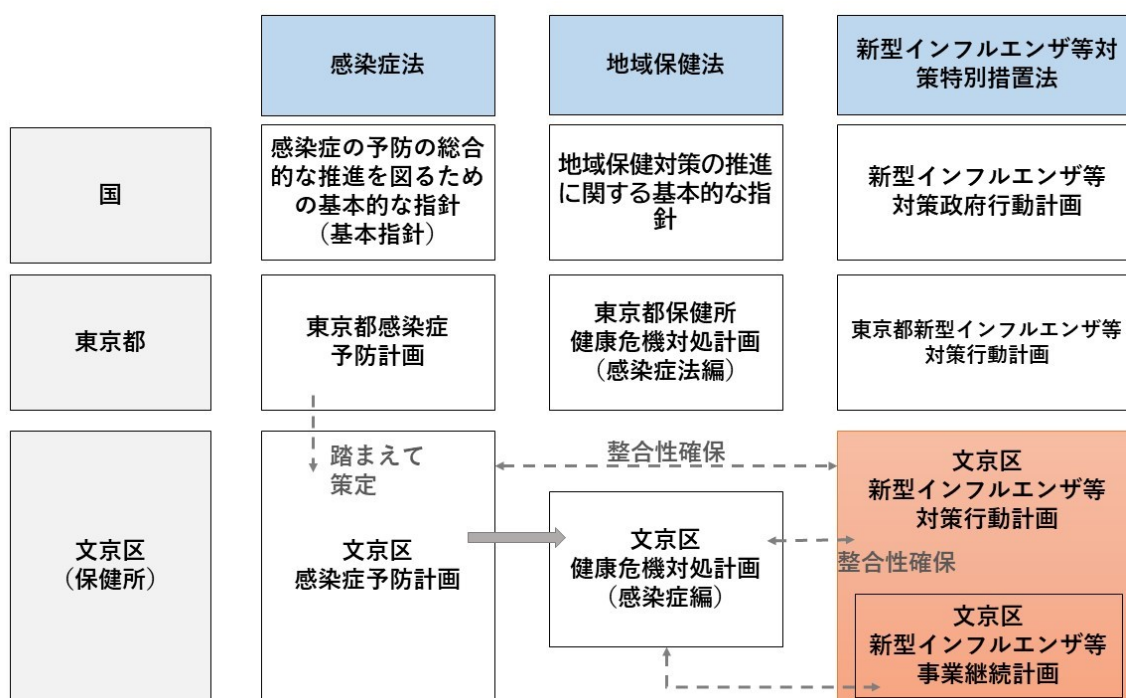 感染症法
地域保健法
新型インフルエンザ等対
策特別措置法
国
感染症の予防の総合
的な推進を図るため
の基本的な指針
（基本指針）
地域保健対策の推進
に関する基本的な指
針
新型インフルエンザ等
対策政府行動計画
東京都
東京都感染症
予防計画
東京都保健所
健康危機対処計画
（感染症法編）
東京都新型インフルエンザ等
対策行動計画
文京区
（保健所）
踏まえて
策定
文京区
感染症予防計画
整合性確保
文京区
健康危機対処計画
（感染症編）
文京区
新型インフルエンザ等
対策行動計画
整合性確保
文京区
新型インフルエンザ等
事業継続計画